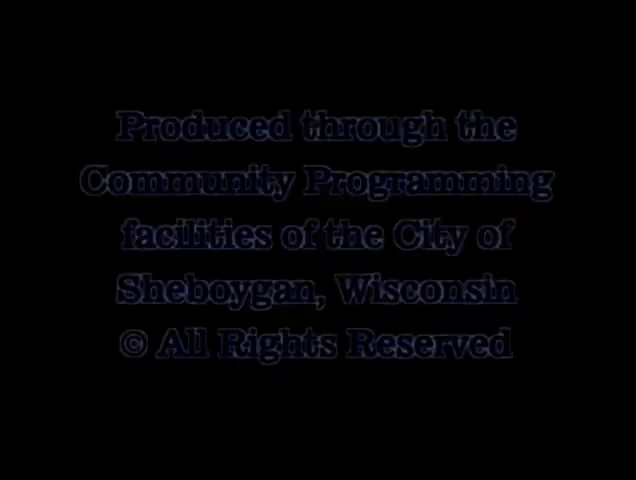 Produced through the
Community Programming
facilities of the City of
Sheboygan, Wisconsin
© All Rights Reserved